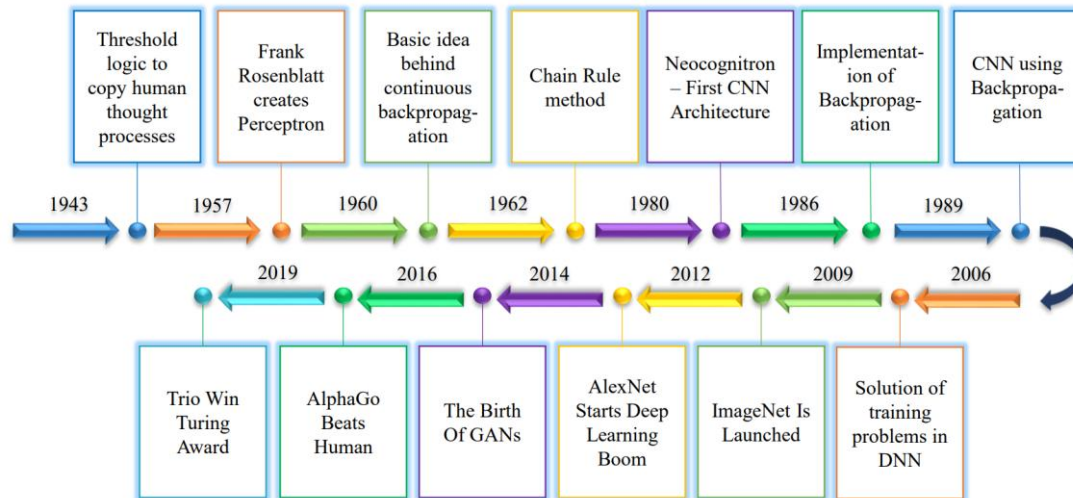 Threshold
logic to
copy human
thought
processes
Frank
Rosenblatt
creates
Perceptron
Basic idea
behind
continuous
backpropag-
ation
Chain Rule
method
Neocognitron
– First CNN
Architecture
Implementat-
ion of
Backpropag-
ation
CNN using
Backpropa-
gation
1943
1957
1960
1962
1980
1986
1989
2019
2016
2014
2012
2009
2006
Trio Win
Turing
Award
AlphaGo
Beats
Human
The Birth
Of GANs
AlexNet
Starts Deep
Learning
Boom
ImageNet Is
Launched
Solution of
training
problems in
DNN